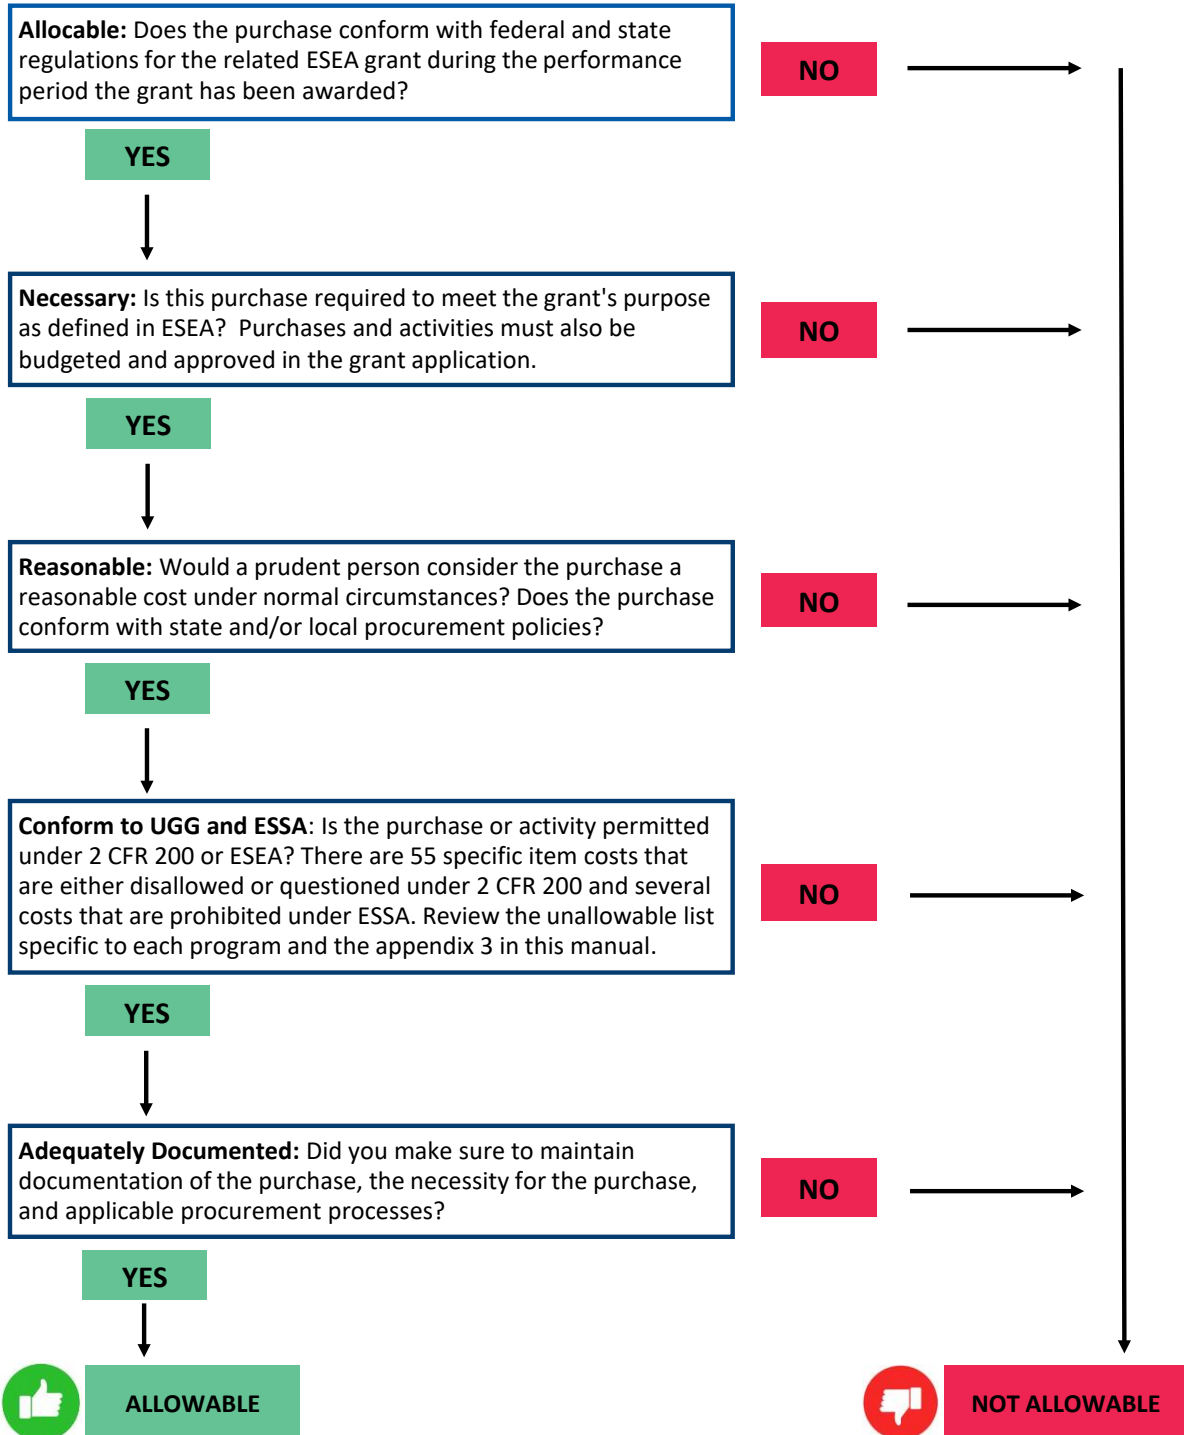 Allocable: Does the purchase conform with federal and state
regulations for the related ESEA grant during the performance
period the grant has been awarded?
NO
YES
Necessary: Is this purchase required to meet the grant's purpose
as defined in ESEA?  Purchases and activities must also be
budgeted and approved in the grant application.
NO
YES
Reasonable: Would a prudent person consider the purchase a
reasonable cost under normal circumstances? Does the purchase
conform with state and/or local procurement policies?
NO
YES
Conform to UGG and ESSA: Is the purchase or activity permitted
under 2 CFR 200 or ESEA? There are 55 specific item costs that
are either disallowed or questioned under 2 CFR 200 and several
costs that are prohibited under ESSA. Review the unallowable list
specific to each program and the appendix 3 in this manual.
NO
YES
Adequately Documented: Did you make sure to maintain
documentation of the purchase, the necessity for the purchase,
and applicable procurement processes?
NO
YES
ALLOWABLE
NOT ALLOWABLE